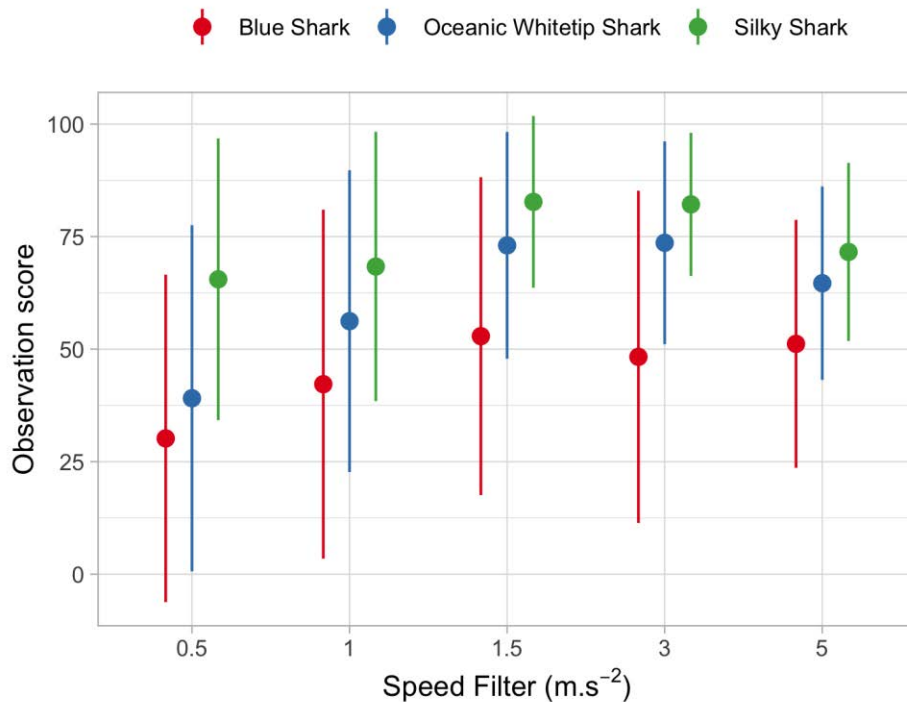 Blue Shark Oceanic Whitetip Shark Silky Shark
100
75
50
25
0
Observation score
0.5 1 1.5 3 5
Speed Filter (m.s⁻²)